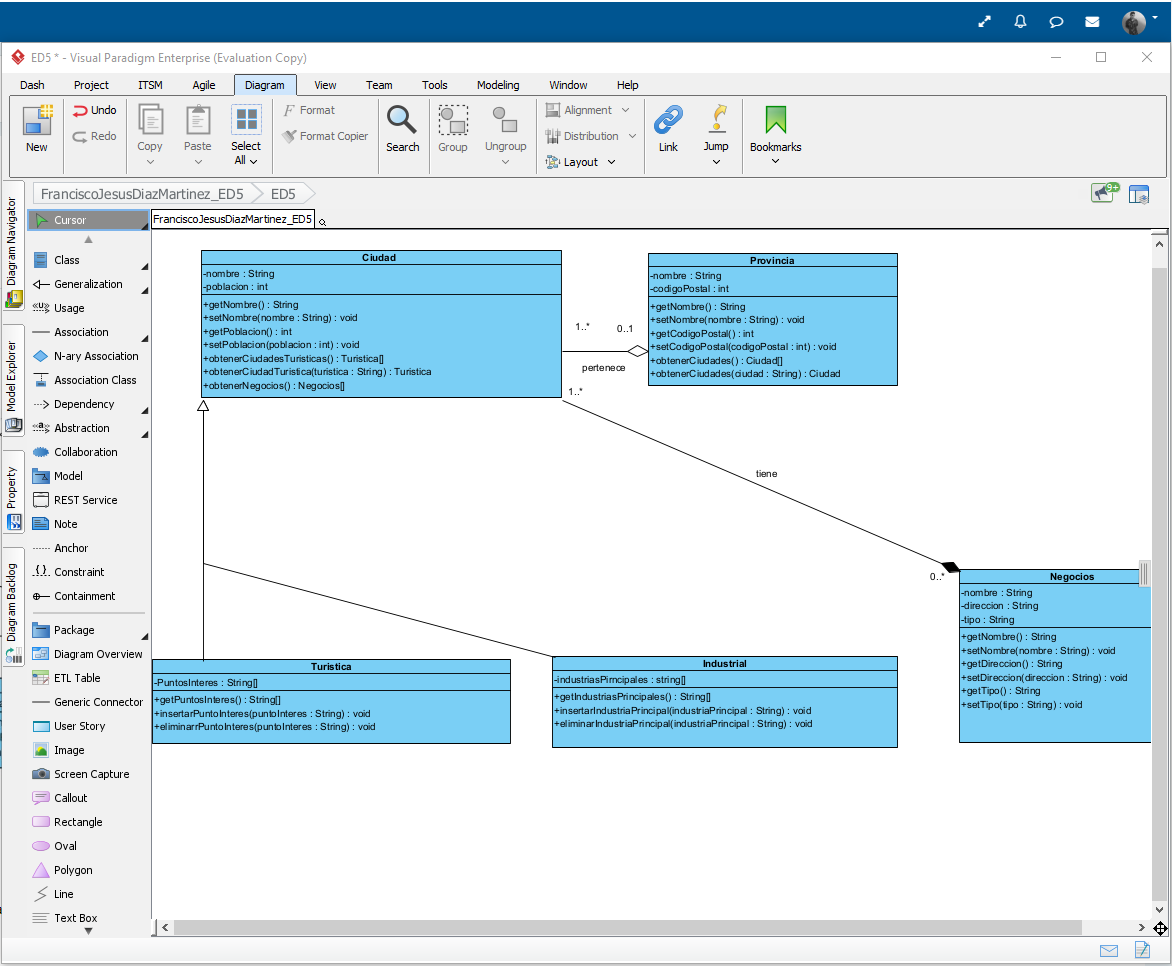 ED5 * - Visual Paradigm Enterprise (Evaluation Copy)
Dash Project ITSM Agile Diagram View Team Tools Modeling Window Help
New
Undo
Redo
Copy
Paste
Select
All
Format
Format Copier
Search
Group
Ungroup
Alignment
Distribution
Layout
Link
Jump
Bookmarks
FranciscoJesusDiazMartinez_ED5 ED5
9+
Diagram Navigator
Model Explorer
Property
Diagram Backlog
Cursor
Class
Generalization
Usage
Association
N-ary Association
Association Class
Dependency
Abstraction
Collaboration
Model
REST Service
Note
Anchor
Constraint
Containment
Package
Diagram Overview
ETL Table
Generic Connector
User Story
Image
Screen Capture
Callout
Rectangle
Oval
Polygon
Line
Text Box
FranciscoJesusDiazMartinez_ED5
Ciudad
-nombre : String
-poblacion : int
+getNombre() : String
+setNombre(nombre : String) : void
+getPoblacion() : int
+setPoblacion(poblacion : int) : void
+obtenerCiudadesTuristicas() : Turistica[]
+obtenerCiudadTuristica(turistica : String) : Turistica
+obtenerNegocios() : Negocios[]
1..*
0..1
pertenece
1..*
Provincia
-nombre : String
-codigoPostal : int
+getNombre() : String
+setNombre(nombre : String) : void
+getCodigoPostal() : int
+setCodigoPostal(codigoPostal : int) : void
+obtenerCiudades() : Ciudad[]
+obtenerCiudades(ciudad : String) : Ciudad
tiene
0..*
Negocios
-nombre : String
-direccion : String
-tipo : String
+getNombre() : String
+setNombre(nombre : String) : void
+getDireccion() : String
+setDireccion(direccion : String) : void
+getTipo() : String
+setTipo(tipo : String) : void
Turistica
-PuntosInteres : String[]
+getPuntosInteres() : String[]
+insertarPuntoInteres(puntoInteres : String) : void
+eliminarrPuntoInteres(puntoInteres : String) : void
Industrial
-industriasPirncipales : string[]
+getIndustriasPrincipales() : String[]
+insertarIndustriaPrincipal(industriaPrincipal : String) : void
+eliminarIndustriaPrincipal(industriaPrincipal : String) : void